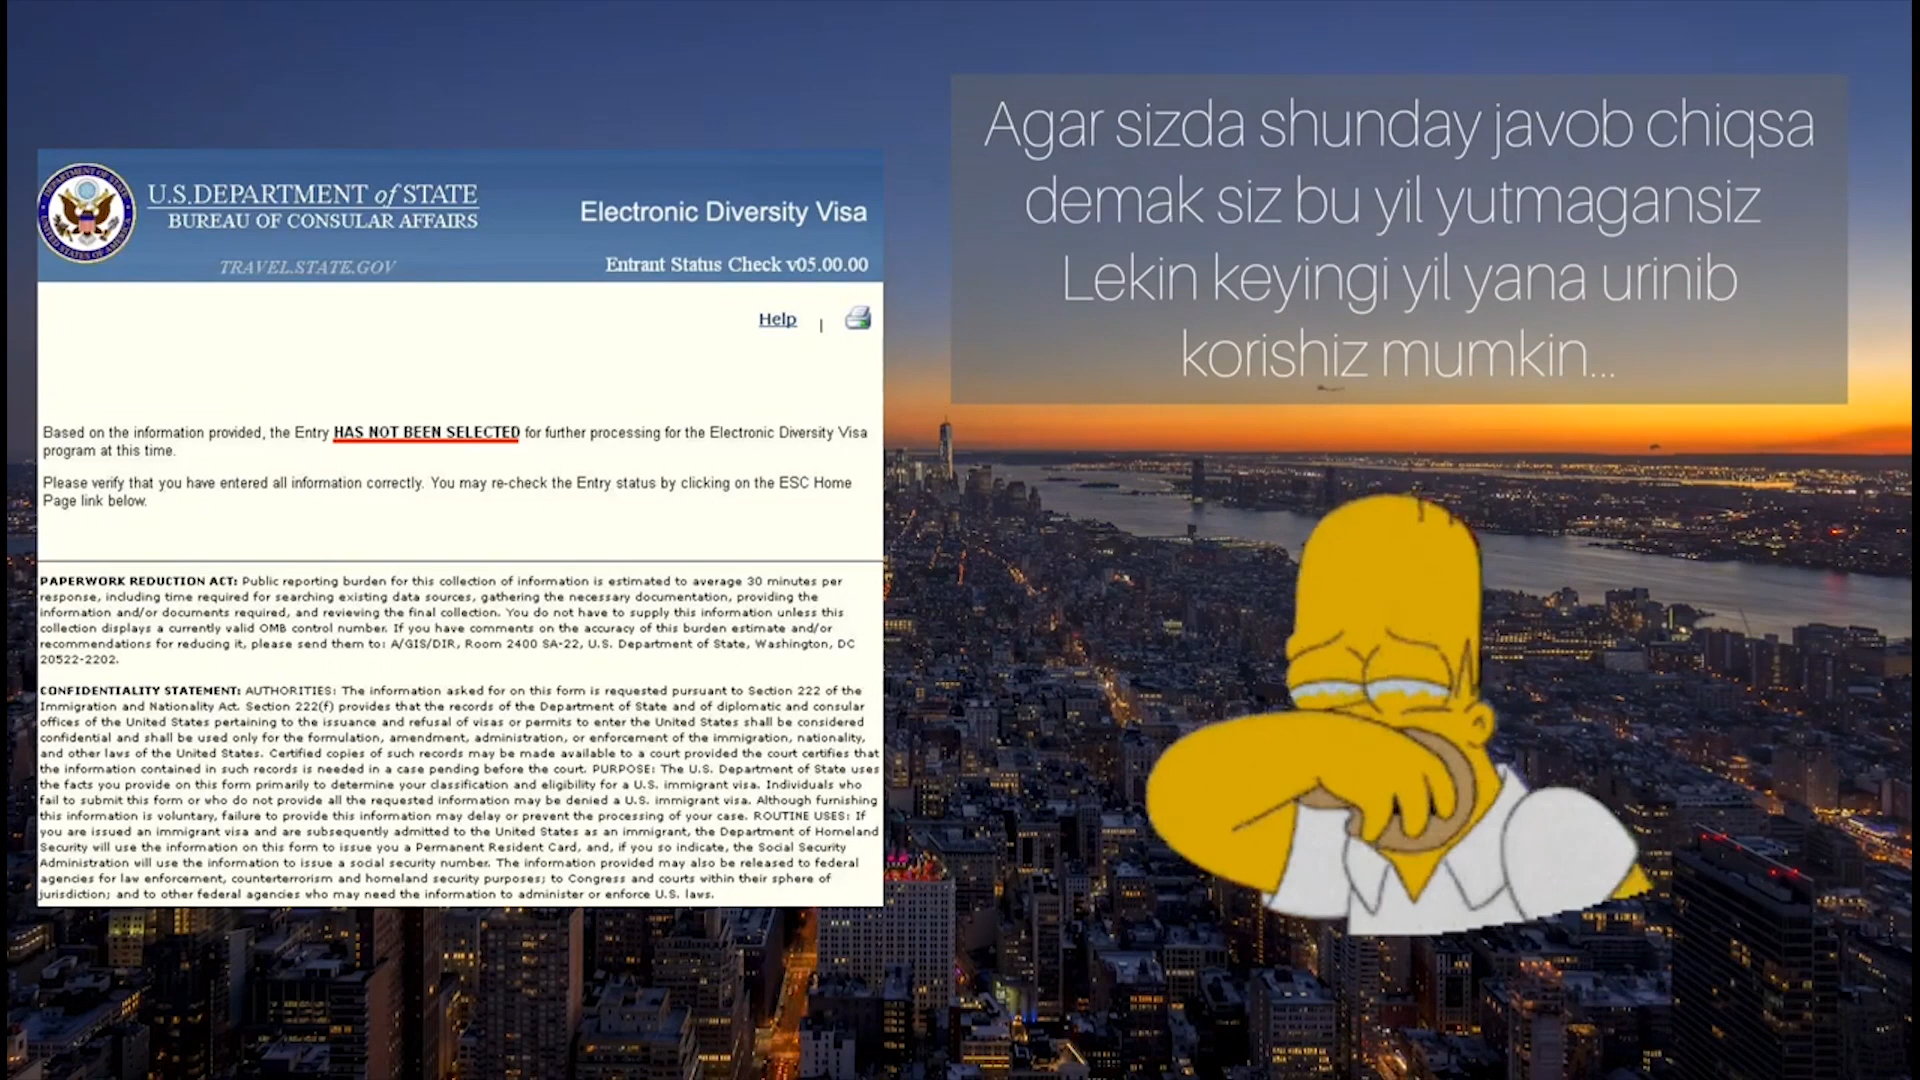 U.S.DEPARTMENT of STATE
BUREAU OF CONSULAR AFFAIRS
TRAVEL.STATE.GOV
Electronic Diversity Visa
Entrant Status Check v05.00.00
Help |
Based on the information provided, the Entry HAS NOT BEEN SELECTED for further processing for the Electronic Diversity Visa
program at this time.
Please verify that you have entered all information correctly. You may re-check the Entry status by clicking on the ESC Home
Page link below.
PAPERWORK REDUCTION ACT: Public reporting burden for this collection of information is estimated to average 30 minutes per
response, including time required for searching existing data sources, gathering the necessary documentation, providing the
information and/or documents required, and reviewing the final collection. You do not have to supply this information unless this
collection displays a currently valid OMB control number. If you have comments on the accuracy of this burden estimate and/or
recommendations for reducing it, please send them to: A/GIS/DIR, Room 2400 SA-22, U.S. Department of State, Washington, DC
20522-2202.
CONFIDENTIALITY STATEMENT: AUTHORITIES: The information asked for on this form is requested pursuant to Section 222 of the
Immigration and Nationality Act. Section 222(f) provides that the records of the Department of State and of diplomatic and consular
offices of the United States pertaining to the issuance and refusal of visas or permits to enter the United States shall be considered
confidential and shall be used only for the formulation, amendment, administration, or enforcement of the immigration, nationality,
and other laws of the United States. Certified copies of such records may be made available to a court provided the court certifies that
the information contained in such records is needed in a case pending before the court. PURPOSE: The U.S. Department of State uses
the facts you provide on this form primarily to determine your classification and eligibility for a U.S. immigrant visa. Individuals who
fail to submit this form or who do not provide all the requested information may be denied a U.S. immigrant visa. Although furnishing
this information is voluntary, failure to provide this information may delay or prevent the processing of your case. ROUTINE USES: If
you are issued an immigrant visa and are subsequently admitted to the United States as an immigrant, the Department of Homeland
Security will use the information on this form to issue you a Permanent Resident Card, and, if you so indicate, the Social Security
Administration will use the information to issue a social security number. The information provided may also be released to federal
agencies for law enforcement, counterterrorism and homeland security purposes; to Congress and courts within their sphere of
jurisdiction; and to other federal agencies who may need the information to administer or enforce U.S. laws.
Agar sizda shunday javob chiqsa
demak siz bu yil yutmagansiz
Lekin keyingi yil yana urinib
korishiz mumkin...